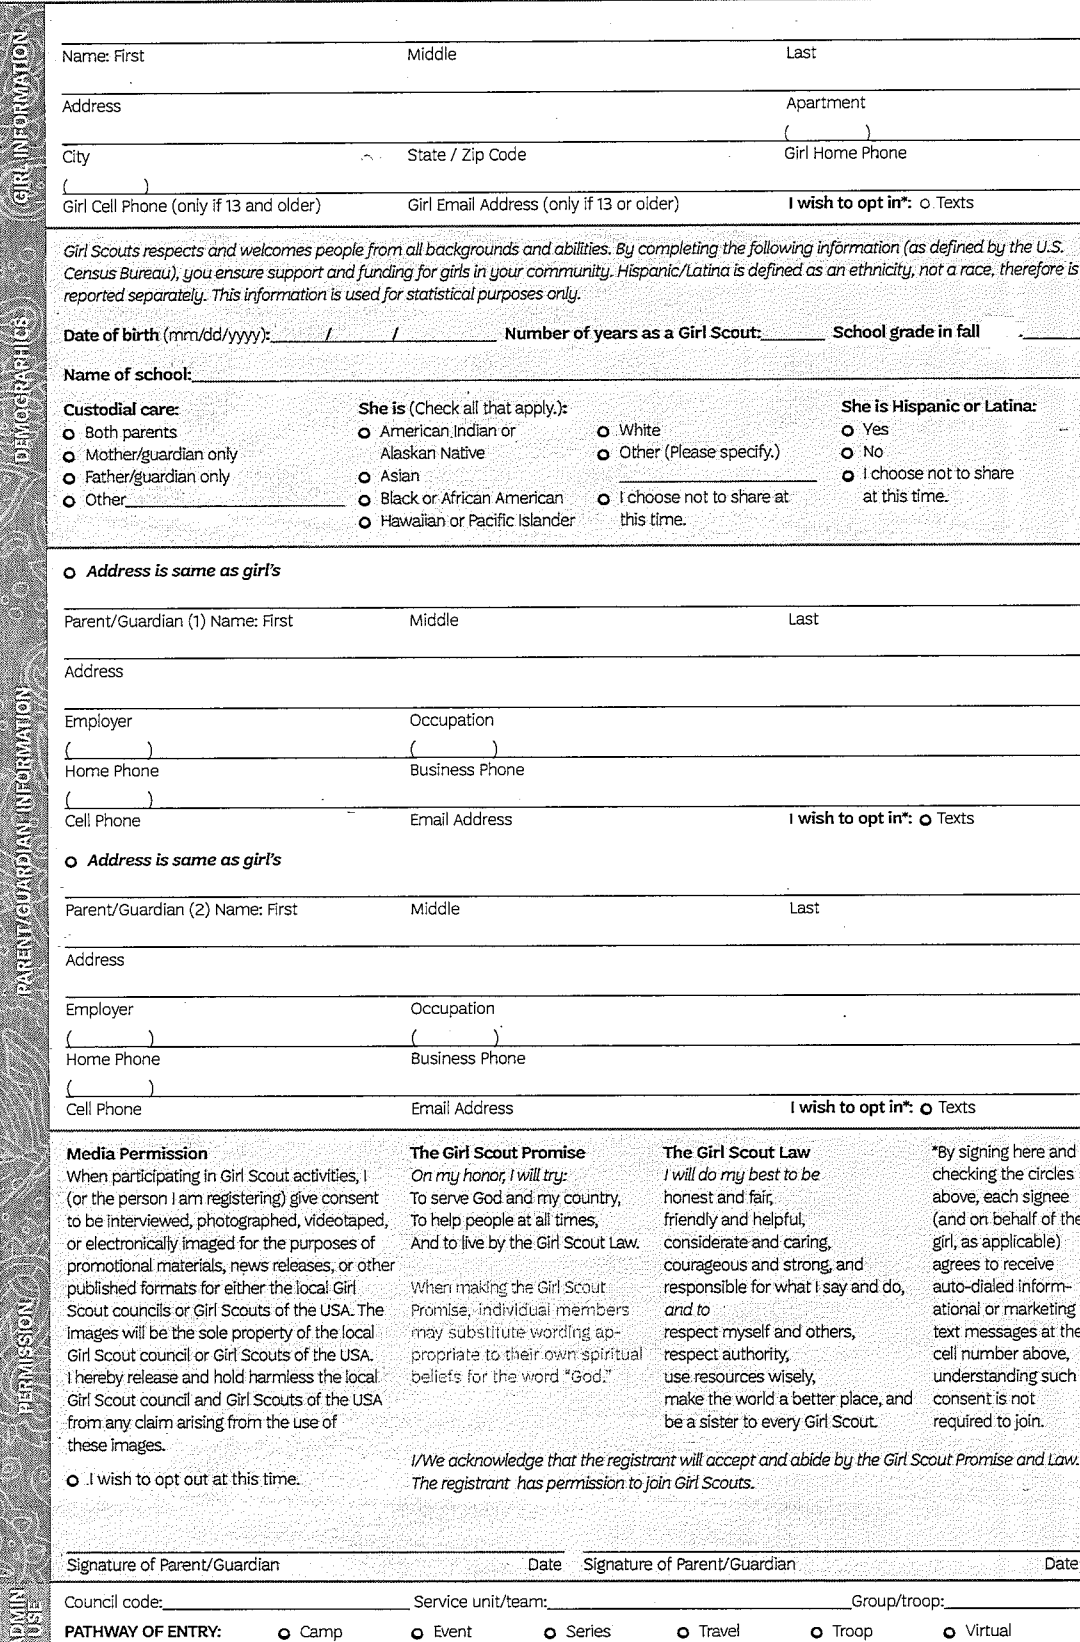 GIRL INFORMATION
Name: First Middle Last
Address Apartment
( )
City State / Zip Code Girl Home Phone
( )
Girl Cell Phone (only if 13 and older) Girl Email Address (only if 13 or older) I wish to opt in*: O Texts
DEMOGRAPHICS
Girl Scouts respects and welcomes people from all backgrounds and abilities. By completing the following information (as defined by the U.S.
Census Bureau), you ensure support and funding for girls in your community. Hispanic/Latina is defined as an ethnicity, not a race, therefore is
reported separately. This information is used for statistical purposes only.
Date of birth (mm/dd/yyyy):______/______/______ Number of years as a Girl Scout:______ School grade in fall ______
Name of school:______
Custodial care: She is (Check all that apply.): She is Hispanic or Latina:
O Both parents O American Indian or O White O Yes
O Mother/guardian only Alaskan Native O Other (Please specify.) O No
O Father/guardian only O Asian ______ O I choose not to share
O Other______ O Black or African American O I choose not to share at at this time.
O Hawaiian or Pacific Islander this time.
PARENT/GUARDIAN INFORMATION
O Address is same as girl's
Parent/Guardian (1) Name: First Middle Last
Address
Employer Occupation
( ) ( )
Home Phone Business Phone
( )
Cell Phone Email Address I wish to opt in*: O Texts
O Address is same as girl's
Parent/Guardian (2) Name: First Middle Last
Address
Employer Occupation
( ) ( )
Home Phone Business Phone
( )
Cell Phone Email Address I wish to opt in*: O Texts
PERMISSION
Media Permission
When participating in Girl Scout activities, I
(or the person I am registering) give consent
to be interviewed, photographed, videotaped,
or electronically imaged for the purposes of
promotional materials, news releases, or other
published formats for either the local Girl
Scout councils or Girl Scouts of the USA. The
images will be the sole property of the local
Girl Scout council or Girl Scouts of the USA.
I hereby release and hold harmless the local
Girl Scout council and Girl Scouts of the USA
from any claim arising from the use of
these images.
O I wish to opt out at this time.
The Girl Scout Promise
On my honor, I will try:
To serve God and my country,
To help people at all times,
And to live by the Girl Scout Law.
When making the Girl Scout
Promise, individual members
may substitute wording ap-
propriate to their own spiritual
beliefs for the word "God."
The Girl Scout Law
I will do my best to be
honest and fair,
friendly and helpful,
considerate and caring,
courageous and strong, and
responsible for what I say and do,
and to
respect myself and others,
respect authority,
use resources wisely,
make the world a better place, and
be a sister to every Girl Scout.
*By signing here and
checking the circles
above, each signee
(and on behalf of the
girl, as applicable)
agrees to receive
auto-dialed inform-
ational or marketing
text messages at the
cell number above,
understanding such
consent is not
required to join.
I/We acknowledge that the registrant will accept and abide by the Girl Scout Promise and Law.
The registrant has permission to join Girl Scouts.
Signature of Parent/Guardian Date Signature of Parent/Guardian Date
ADMIN
USE
Council code:______ Service unit/team:______ Group/troop:______
PATHWAY OF ENTRY: O Camp O Event O Series O Travel O Troop O Virtual